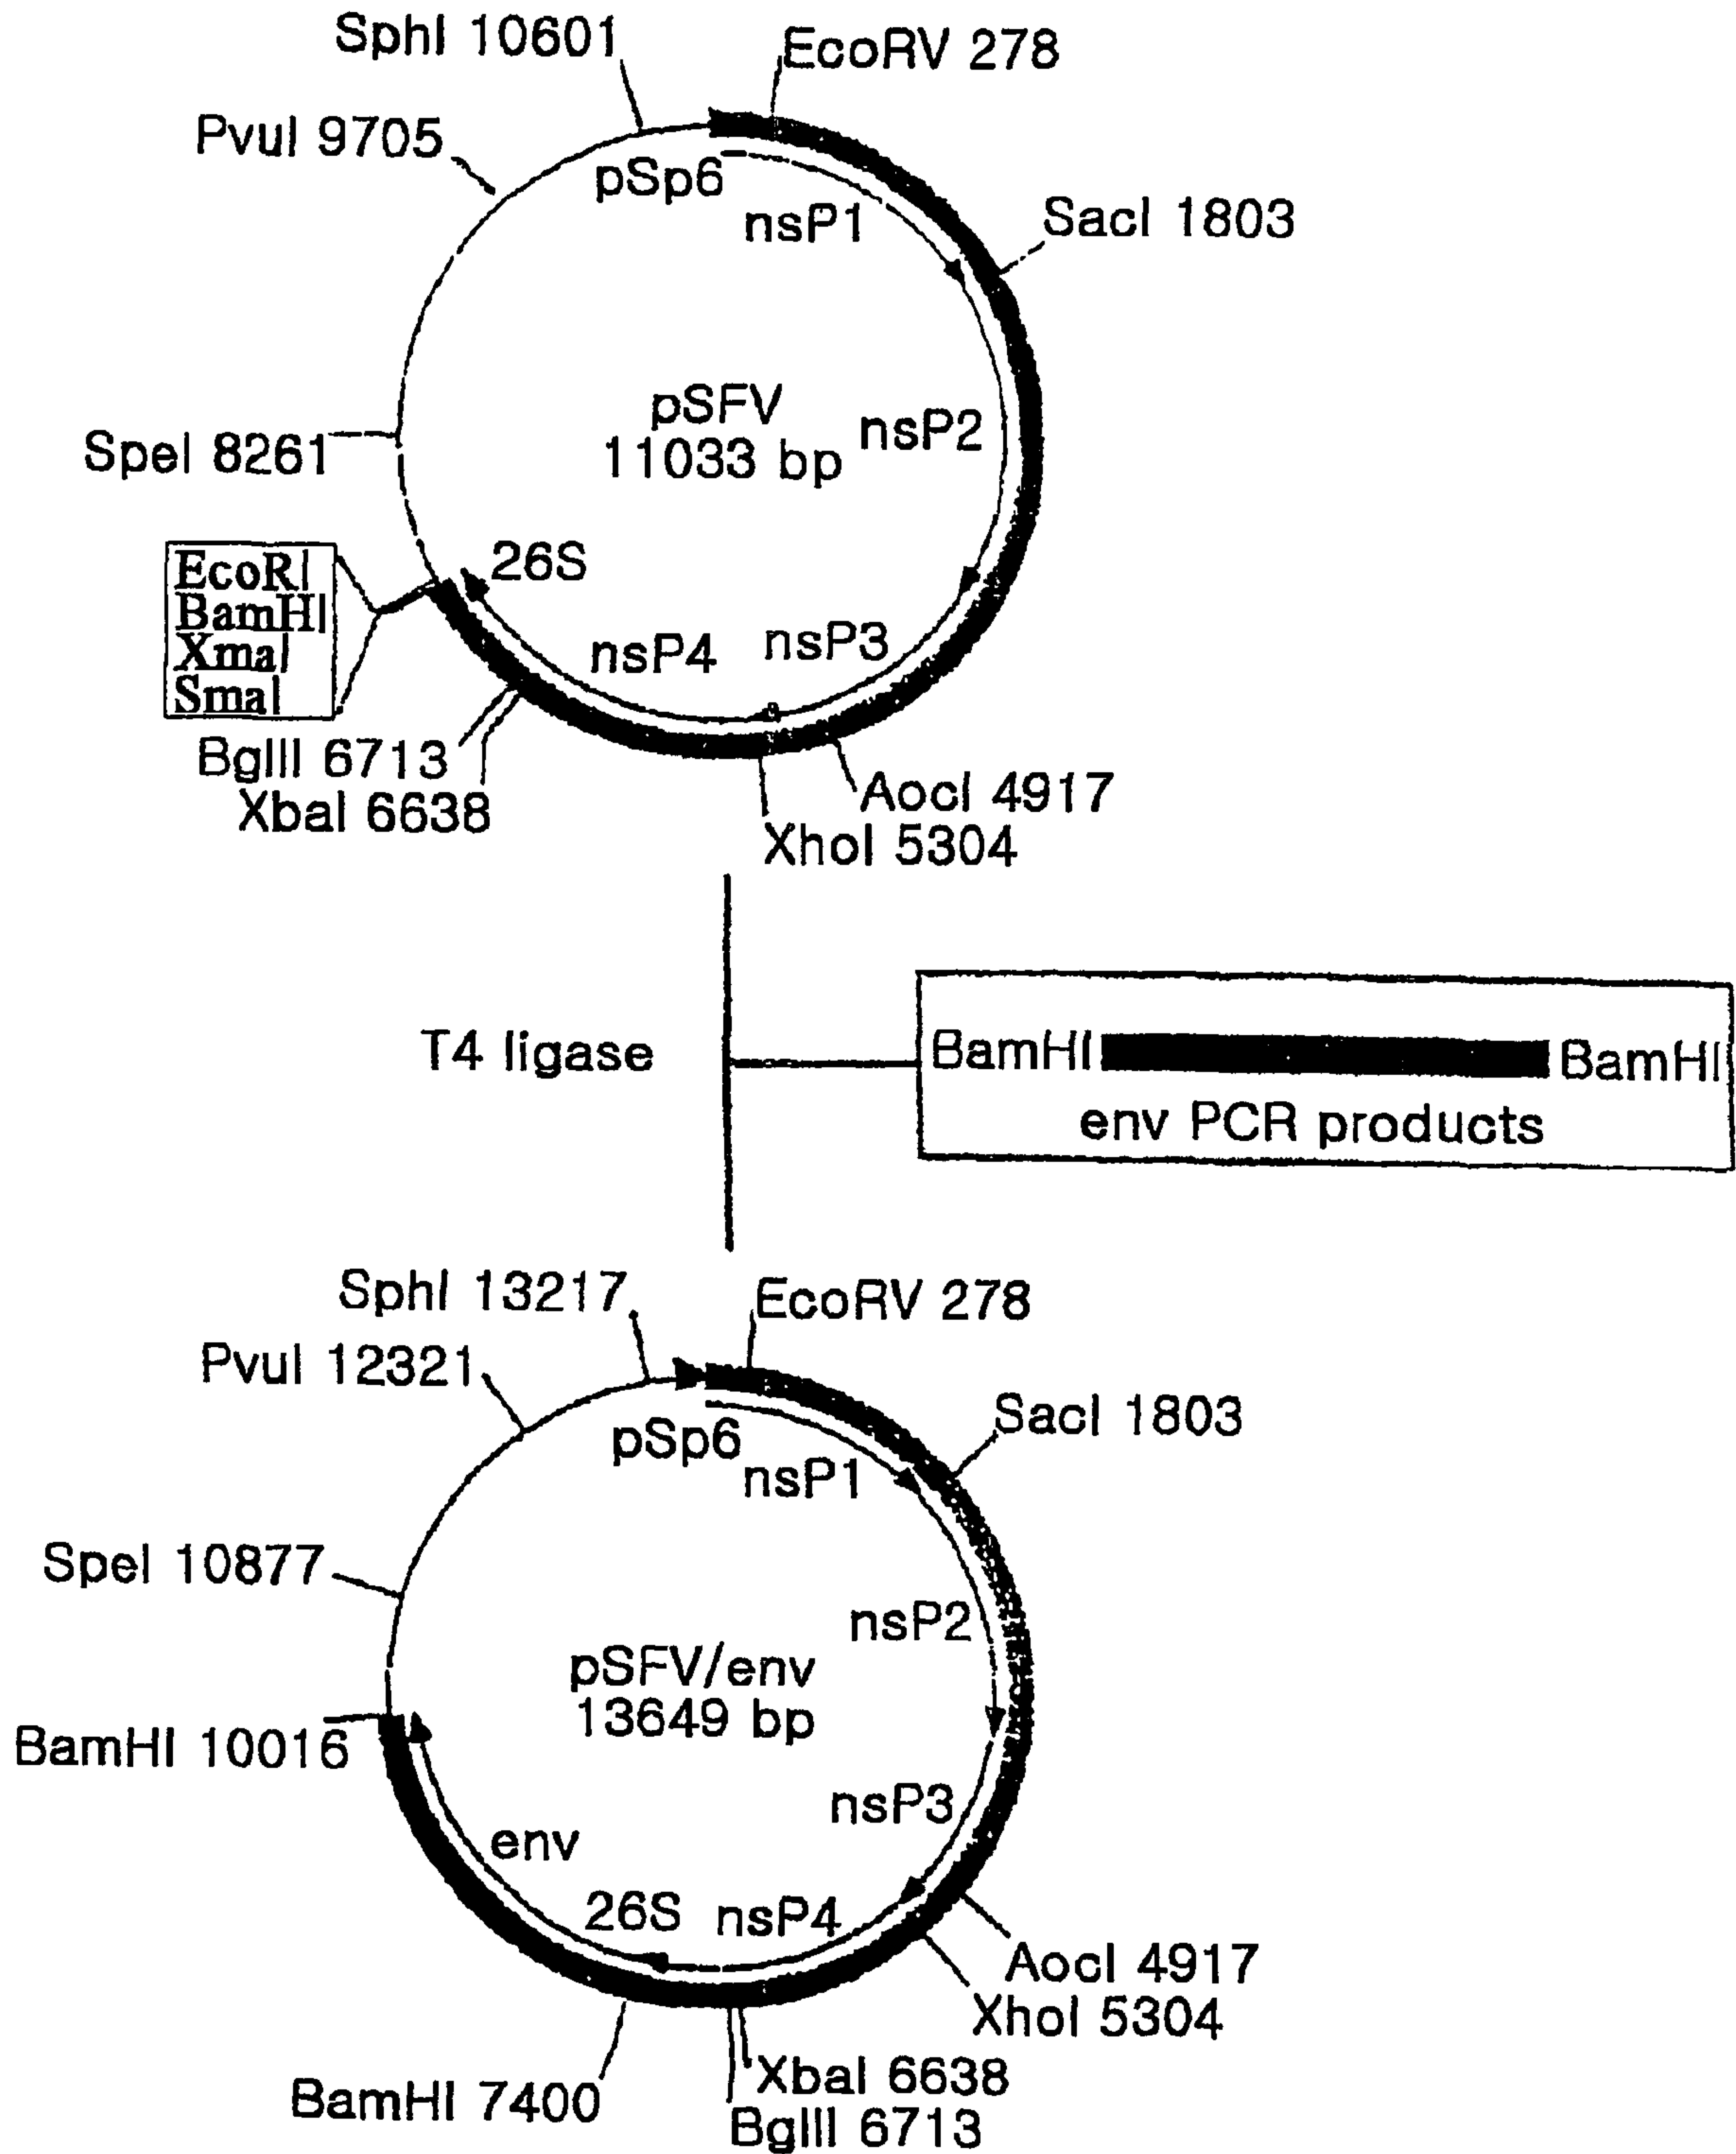 SphI 10601
EcoRV 278
PvuI 9705
pSp6
nsP1
SacI 1803
pSFV
11033 bp
nsP2
SpeI 8261
EcoRI
BamHI
XmaI
SmaI
26S
nsP4
nsP3
BglII 6713
XbaI 6638
AocI 4917
XhoI 5304
T4 ligase
BamHI
BamHI
env PCR products
SphI 13217
EcoRV 278
PvuI 12321
SacI 1803
pSp6
nsP1
SpeI 10877
nsP2
pSFV/env
13649 bp
BamHI 10016
nsP3
env
26S
nsP4
AocI 4917
XhoI 5304
XbaI 6638
BamHI 7400
BglII 6713